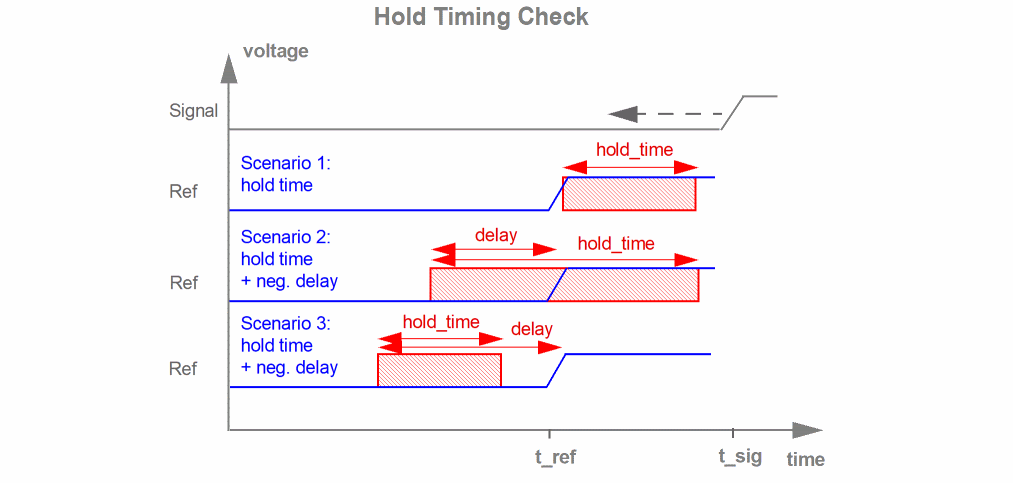 Hold Timing Check
voltage
Signal
hold_time
Scenario 1:
hold time
Ref
delay
hold_time
Scenario 2:
hold time
+ neg. delay
Ref
hold_time
delay
Scenario 3:
hold time
+ neg. delay
Ref
t_ref
t_sig
time